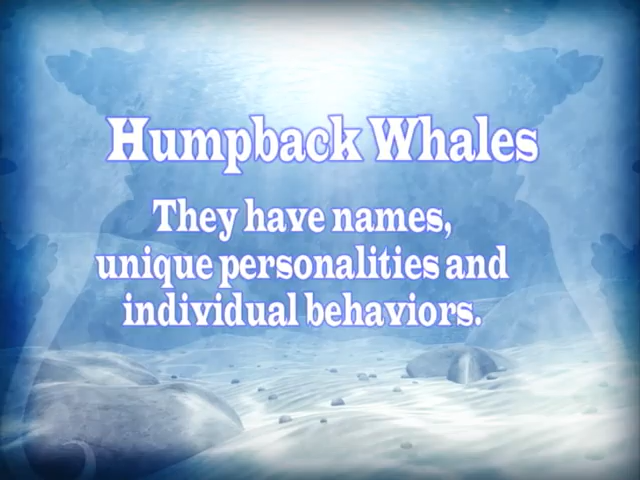 Humpback Whales
They have names,
unique personalities and
individual behaviors.